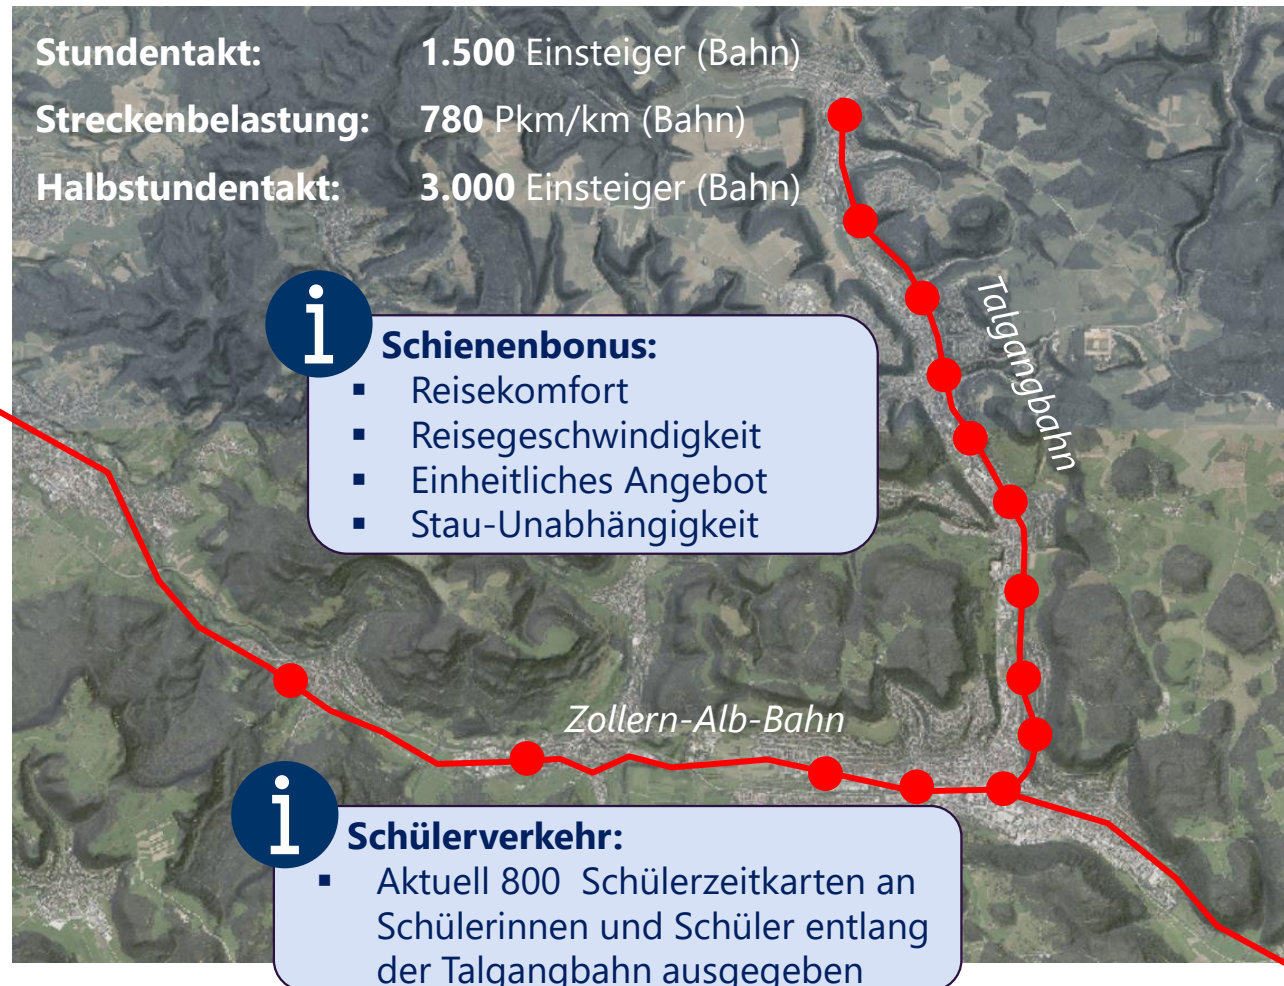 Stundentakt: 1.500 Einsteiger (Bahn)
Streckenbelastung: 780 Pkm/km (Bahn)
Halbstundentakt: 3.000 Einsteiger (Bahn)
i
Schienenbonus:
▪ Reisekomfort
▪ Reisegeschwindigkeit
▪ Einheitliches Angebot
▪ Stau-Unabhängigkeit
Talgangbahn
Zollern-Alb-Bahn
i
Schülerverkehr:
▪ Aktuell 800 Schülerzeitkarten an
Schülerinnen und Schüler entlang
der Talgangbahn ausgegeben